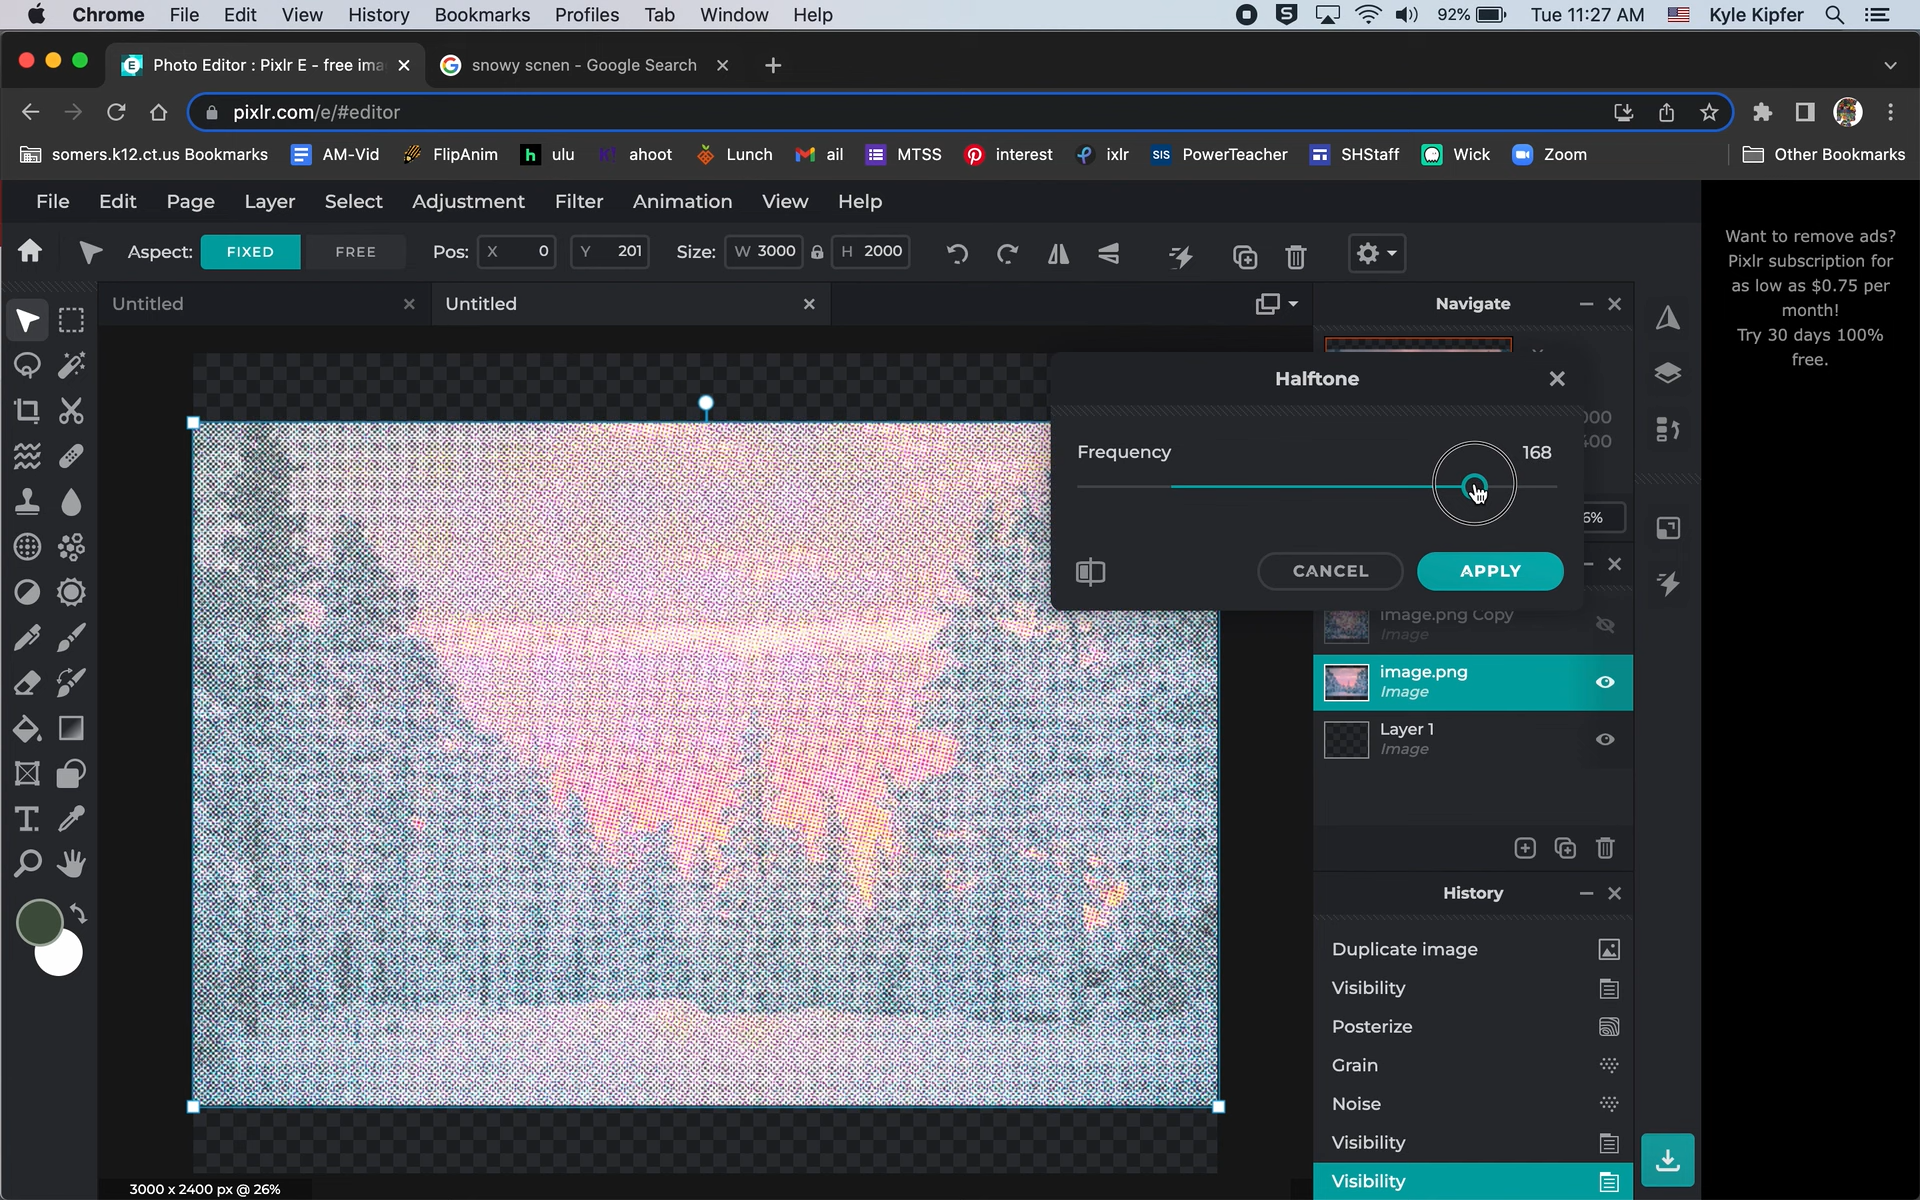 Chrome File Edit View History Bookmarks Profiles Tab Window Help 92% Tue 11:27 AM Kyle Kipfer
Photo Editor : Pixlr E - free ima
snowy scnen - Google Search
pixlr.com/e/#editor
somers.k12.ct.us Bookmarks AM-Vid FlipAnim ulu ahoot Lunch ail MTSS interest ixlr SIS PowerTeacher SHStaff Wick Zoom Other Bookmarks
File Edit Page Layer Select Adjustment Filter Animation View Help
Aspect: FIXED FREE Pos: X 0 Y 201 Size: W 3000 H 2000
Want to remove ads?
Pixlr subscription for
as low as $0.75 per
month!
Try 30 days 100%
free.
Untitled
Untitled
Navigate
Halftone
Frequency 168
CANCEL APPLY
image.png Copy
Image
image.png
Image
Layer 1
Image
History
Duplicate image
Visibility
Posterize
Grain
Noise
Visibility
Visibility
3000 x 2400 px @ 26%